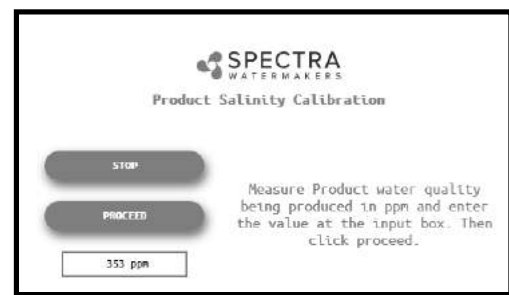 SPECTRA
WATERMAKERS
Product Salinity Calibration
STOP
PROCEED
353 ppm
Measure Product water quality
being produced in ppm and enter
the value at the input box. Then
click proceed.